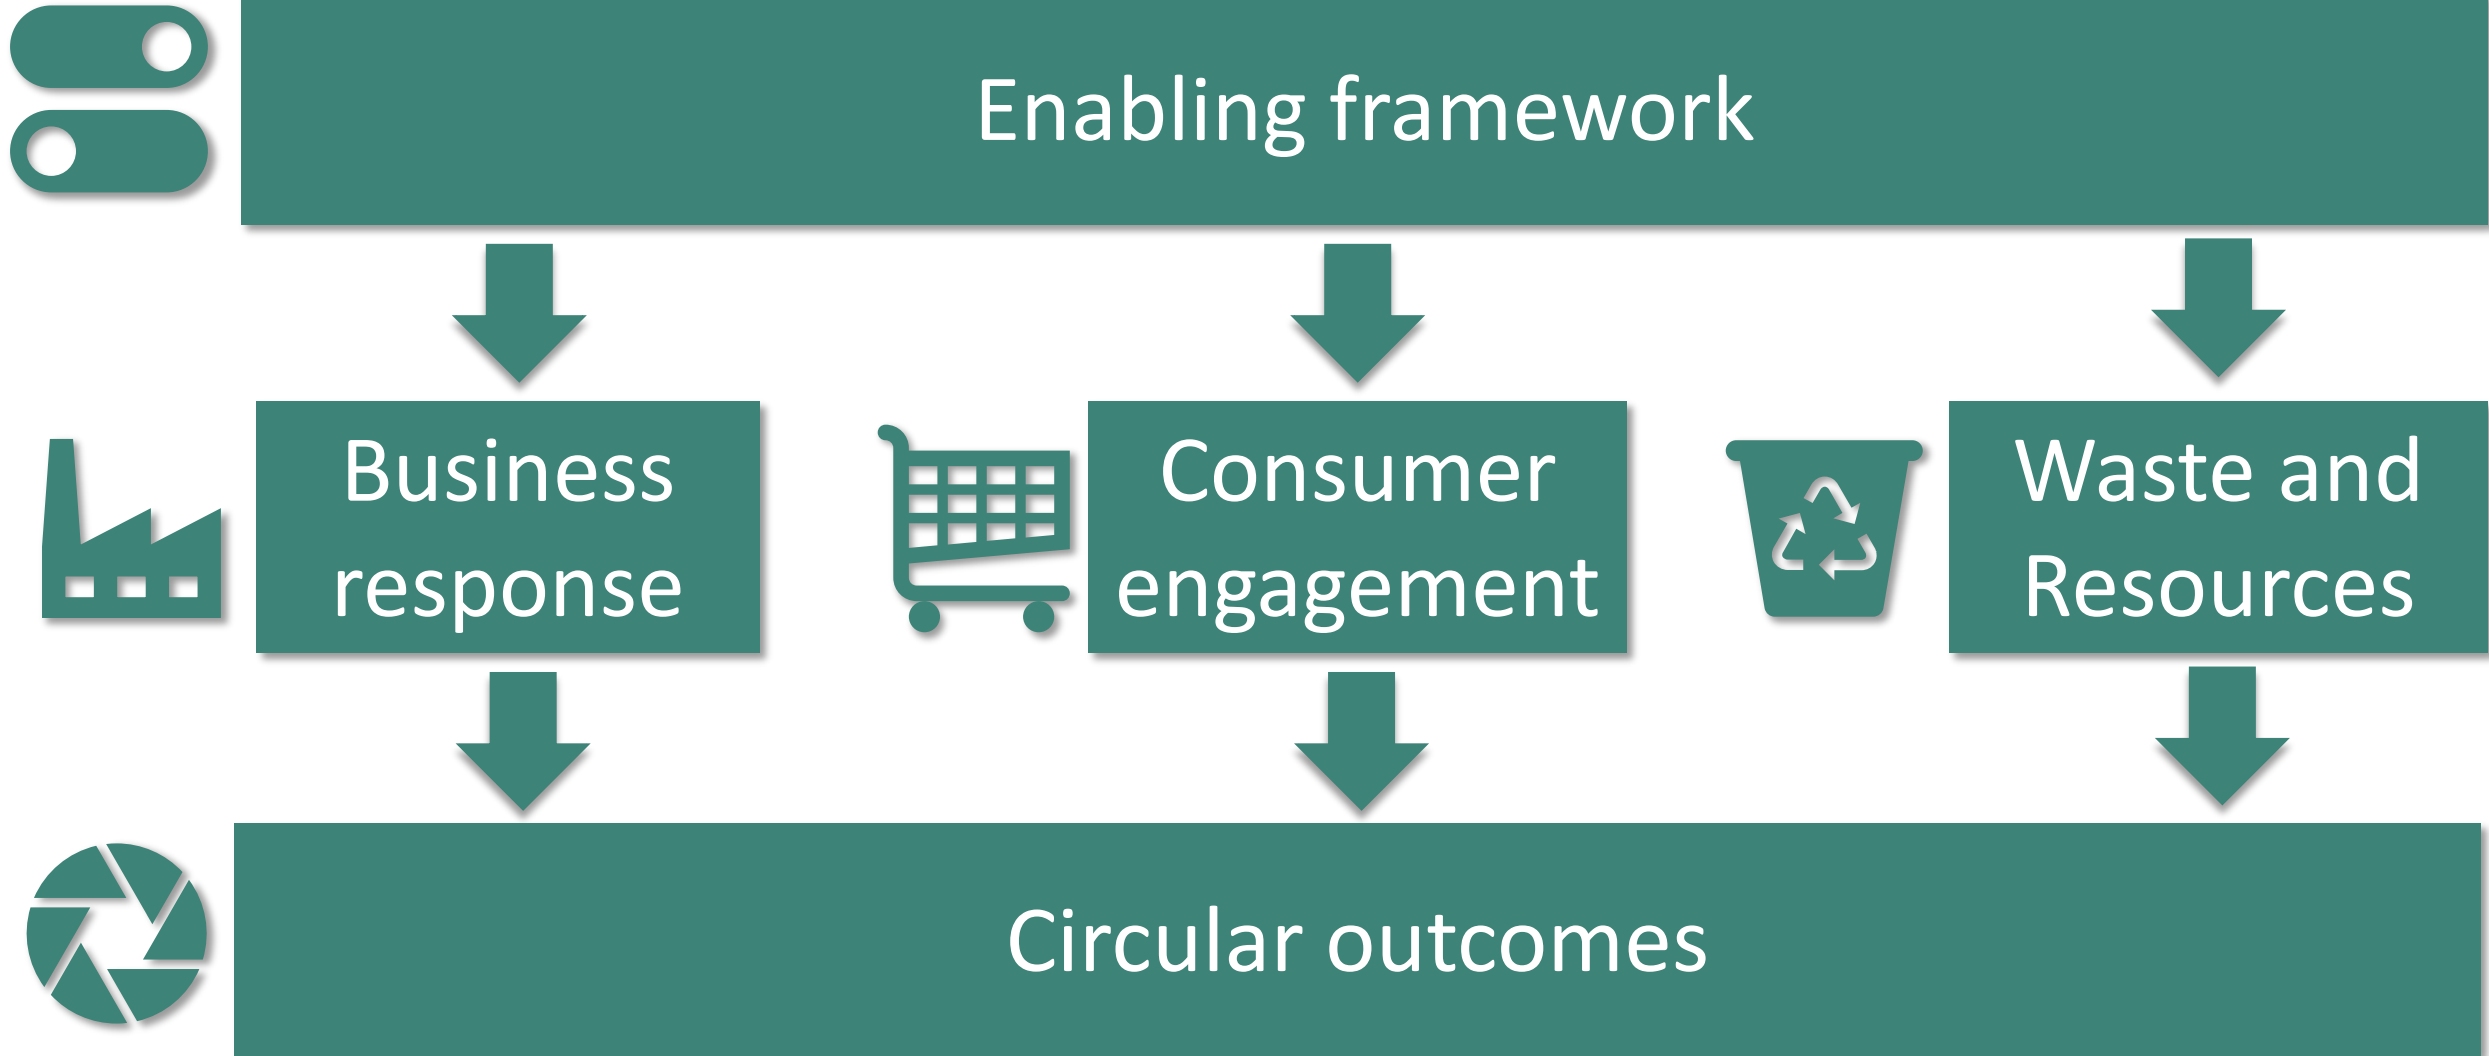 Enabling framework
Business
response
Consumer
engagement
Waste and
Resources
Circular outcomes